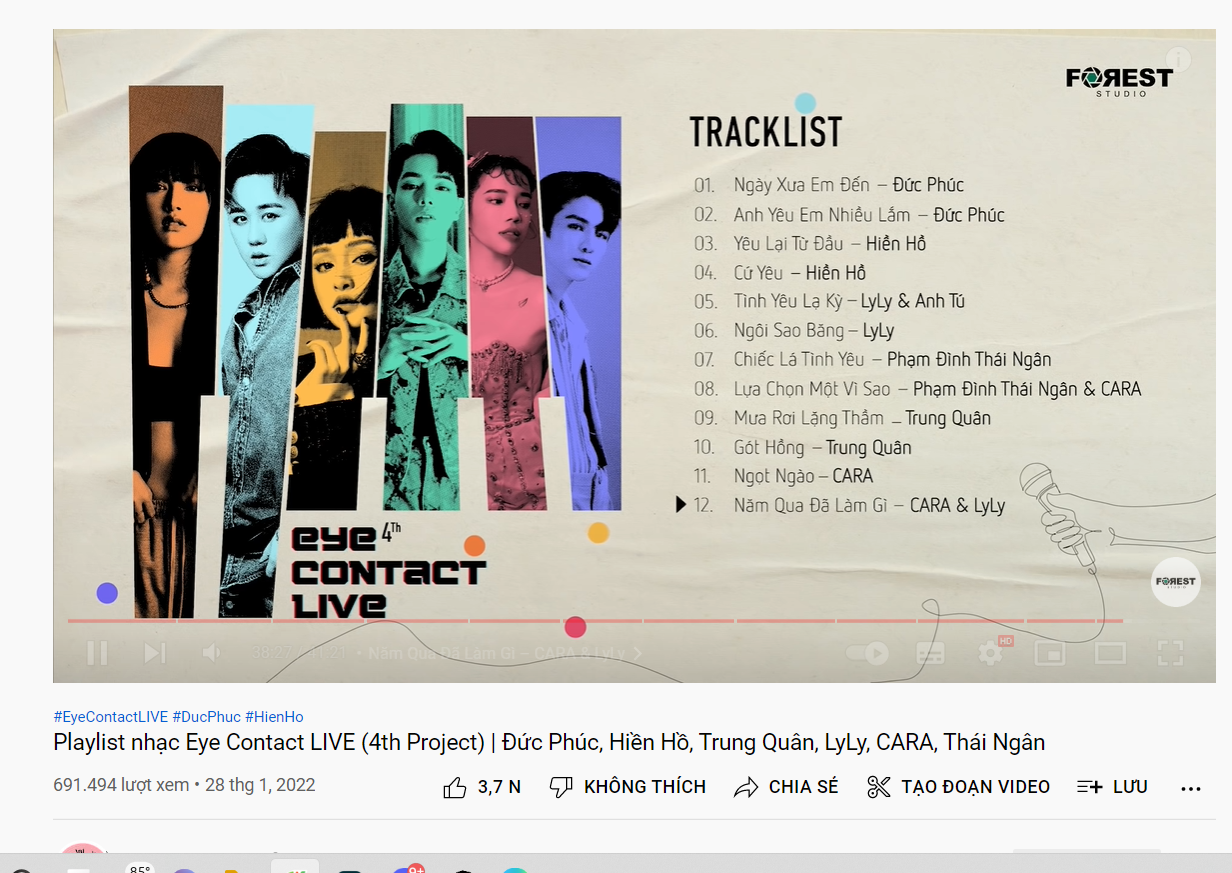 FOREST
STUDIO
TRACKLIST
01. Ngày Xưa Em Đến – Đức Phúc
02. Anh Yêu Em Nhiều Lắm – Đức Phúc
03. Yêu Lại Từ Đầu – Hiền Hồ
04. Cứ Yêu – Hiền Hồ
05. Tình Yêu Lạ Kỳ – LyLy & Anh Tú
06. Ngôi Sao Băng – LyLy
07. Chiếc Lá Tình Yêu – Phạm Đình Thái Ngân
08. Lựa Chọn Một Vì Sao – Phạm Đình Thái Ngân & CARA
09. Mưa Rơi Lặng Thầm – Trung Quân
10. Gót Hồng – Trung Quân
11. Ngọt Ngào – CARA
12. Năm Qua Đã Làm Gì – CARA & LyLy
eye 4Th
CONTACT
LIVE
FOREST
STUDIO
38:27 / 41:21 • Năm Qua Đã Làm Gì – CARA & LyLy
HD
#EyeContactLIVE #DucPhuc #HienHo
Playlist nhạc Eye Contact LIVE (4th Project) | Đức Phúc, Hiền Hồ, Trung Quân, LyLy, CARA, Thái Ngân
691.494 lượt xem • 28 thg 1, 2022
3,7 N
KHÔNG THÍCH
CHIA SẺ
TẠO ĐOẠN VIDEO
LƯU
85°
9+